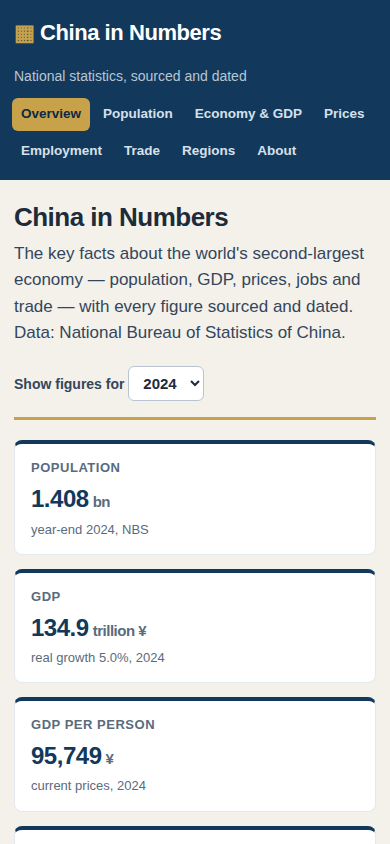 China in Numbers
National statistics, sourced and dated
Overview Population Economy & GDP Prices
Employment Trade Regions About
China in Numbers
The key facts about the world's second-largest
economy — population, GDP, prices, jobs and
trade — with every figure sourced and dated.
Data: National Bureau of Statistics of China.
Show figures for 2024
POPULATION
1.408 bn
year-end 2024, NBS
GDP
134.9 trillion ¥
real growth 5.0%, 2024
GDP PER PERSON
95,749 ¥
current prices, 2024